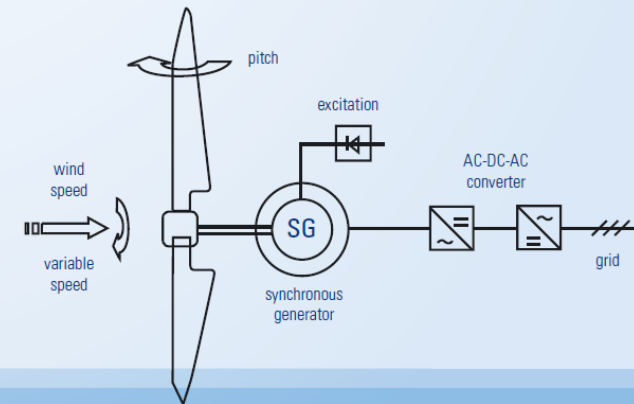 pitch
excitation
AC-DC-AC
converter
wind
speed
SG
variable
speed
grid
synchronous
generator